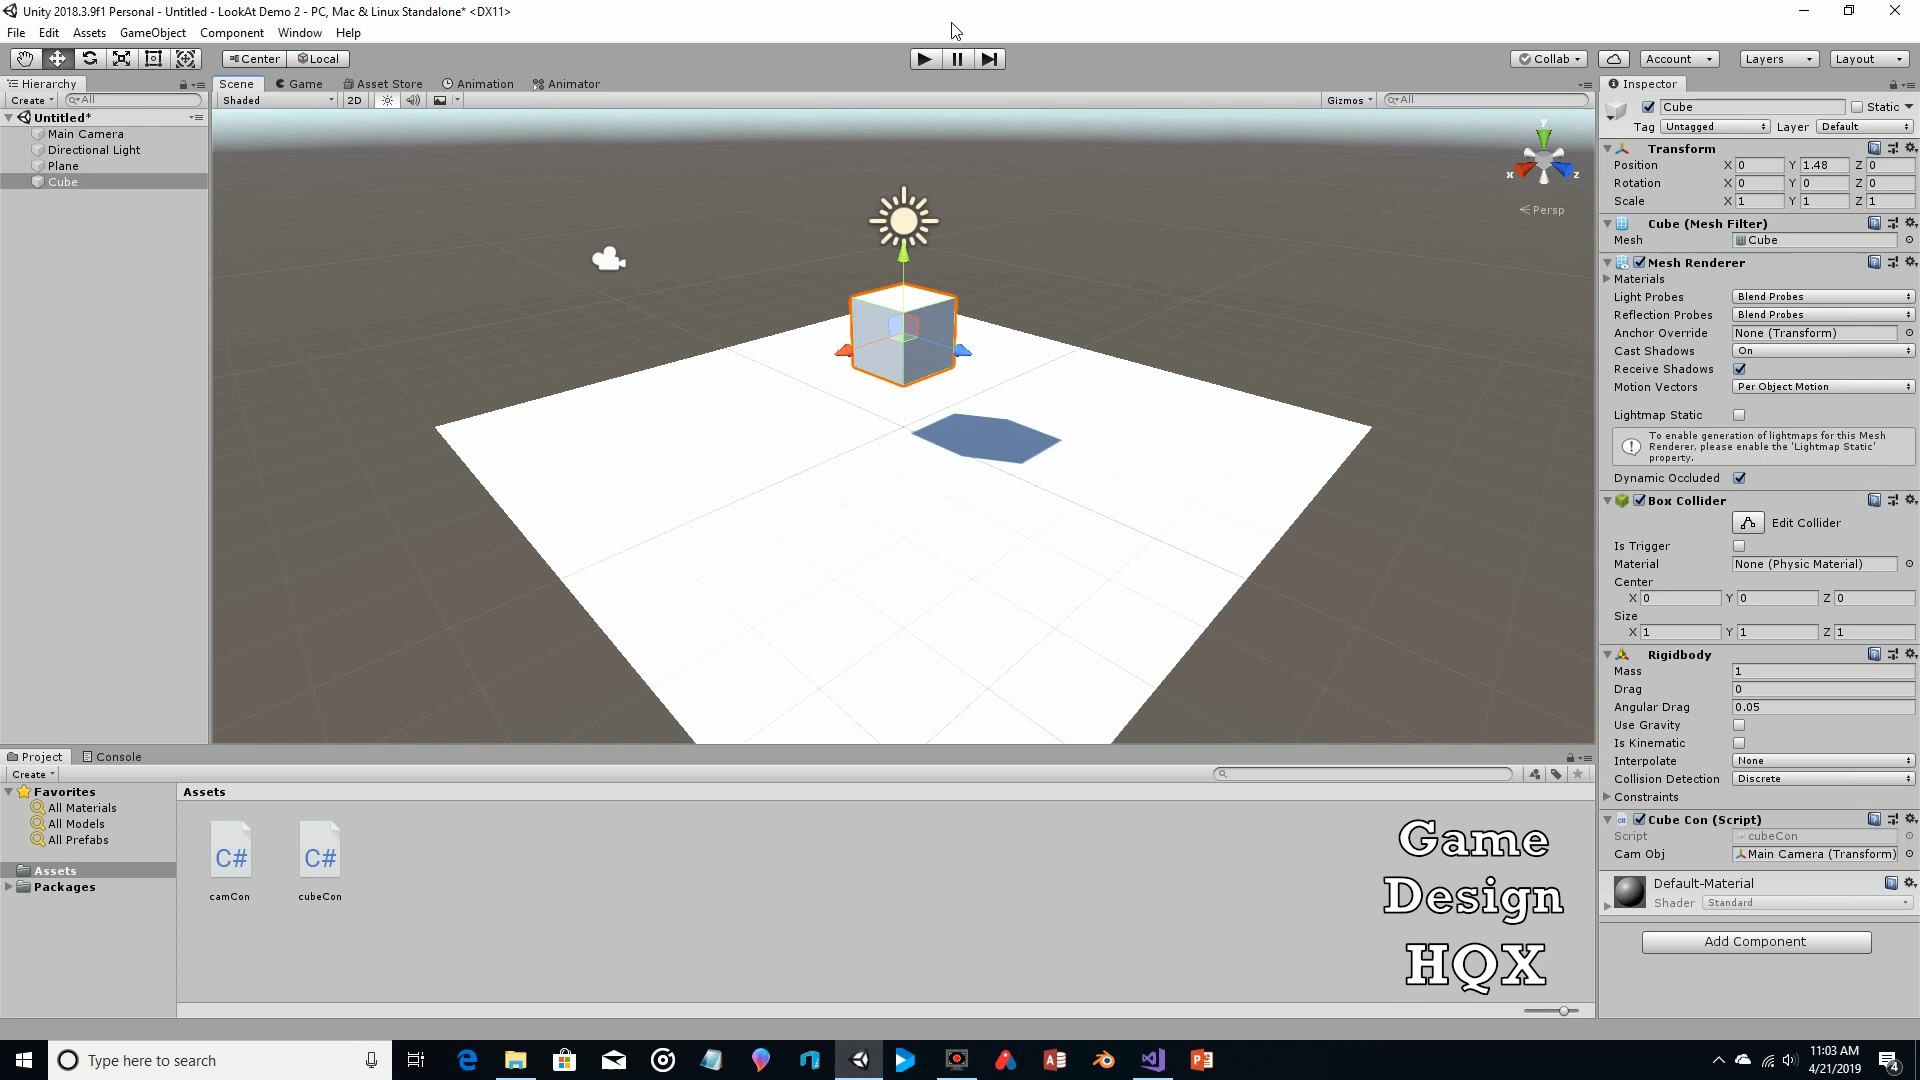 Unity 2018.3.9f1 Personal - Untitled - LookAt Demo 2 - PC, Mac & Linux Standalone* <DX11>
File Edit Assets GameObject Component Window Help
Center Local Collab Account Layers Layout
Hierarchy
Create All
Untitled*
Main Camera
Directional Light
Plane
Cube
Scene Game Asset Store Animation Animator
Shaded 2D Gizmos All
y
x z
Persp
Inspector
Cube Static
Tag Untagged Layer Default
Transform
Position X 0 Y 1.48 Z 0
Rotation X 0 Y 0 Z 0
Scale X 1 Y 1 Z 1
Cube (Mesh Filter)
Mesh Cube
Mesh Renderer
Materials
Light Probes Blend Probes
Reflection Probes Blend Probes
Anchor Override None (Transform)
Cast Shadows On
Receive Shadows
Motion Vectors Per Object Motion
Lightmap Static
To enable generation of lightmaps for this Mesh
Renderer, please enable the 'Lightmap Static'
property.
Dynamic Occluded
Box Collider
Edit Collider
Is Trigger
Material None (Physic Material)
Center
X 0 Y 0 Z 0
Size
X 1 Y 1 Z 1
Rigidbody
Mass 1
Drag 0
Angular Drag 0.05
Use Gravity
Is Kinematic
Interpolate None
Collision Detection Discrete
Constraints
Cube Con (Script)
Script cubeCon
Cam Obj Main Camera (Transform)
Default-Material
Shader Standard
Add Component
Project Console
Create
Favorites
All Materials
All Models
All Prefabs
Assets
Packages
Assets
C# C#
camCon cubeCon
Game
Design
HQX
Type here to search
11:03 AM
4/21/2019
4